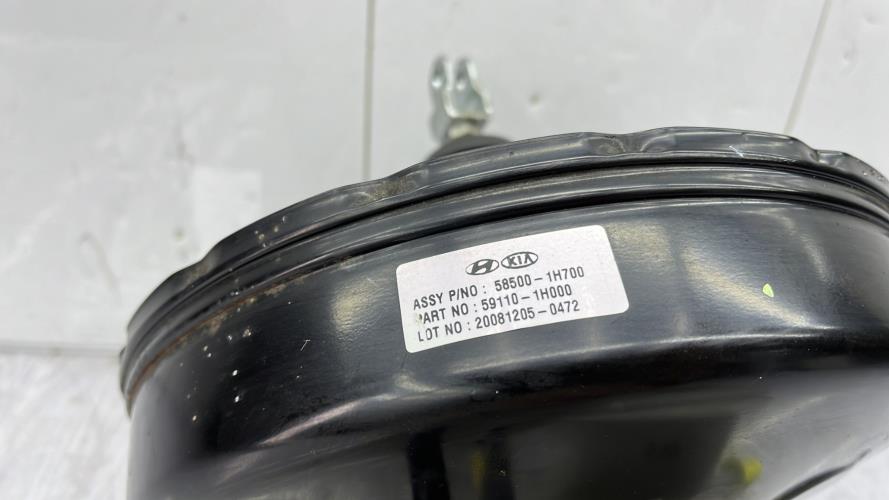 KIA
ASSY P/NO : 58500-1H700
PART NO : 59110-1H000
LOT NO : 20081205-0472